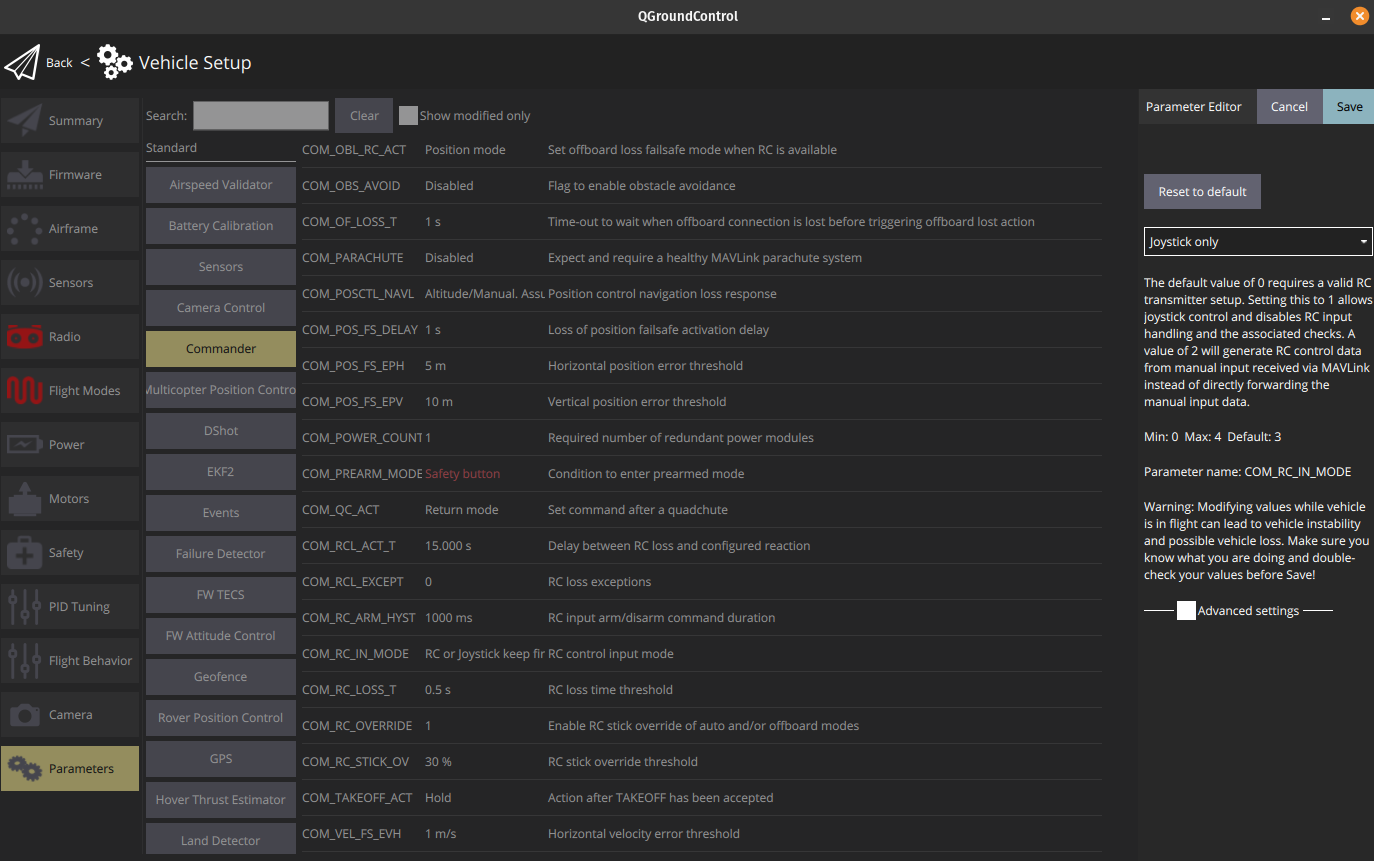 QGroundControl
Back < Vehicle Setup
Summary
Firmware
Airframe
Sensors
Radio
Flight Modes
Power
Motors
Safety
PID Tuning
Flight Behavior
Camera
Parameters
Search: Clear Show modified only
Standard
Airspeed Validator
Battery Calibration
Sensors
Camera Control
Commander
Multicopter Position Contro
DShot
EKF2
Events
Failure Detector
FW TECS
FW Attitude Control
Geofence
Rover Position Control
GPS
Hover Thrust Estimator
Land Detector
COM_OBL_RC_ACT Position mode Set offboard loss failsafe mode when RC is available
COM_OBS_AVOID Disabled Flag to enable obstacle avoidance
COM_OF_LOSS_T 1 s Time-out to wait when offboard connection is lost before triggering offboard lost action
COM_PARACHUTE Disabled Expect and require a healthy MAVLink parachute system
COM_POSCTL_NAVL Altitude/Manual. Assu Position control navigation loss response
COM_POS_FS_DELAY 1 s Loss of position failsafe activation delay
COM_POS_FS_EPH 5 m Horizontal position error threshold
COM_POS_FS_EPV 10 m Vertical position error threshold
COM_POWER_COUNT 1 Required number of redundant power modules
COM_PREARM_MODE Safety button Condition to enter prearmed mode
COM_QC_ACT Return mode Set command after a quadchute
COM_RCL_ACT_T 15.000 s Delay between RC loss and configured reaction
COM_RCL_EXCEPT 0 RC loss exceptions
COM_RC_ARM_HYST 1000 ms RC input arm/disarm command duration
COM_RC_IN_MODE RC or Joystick keep fir RC control input mode
COM_RC_LOSS_T 0.5 s RC loss time threshold
COM_RC_OVERRIDE 1 Enable RC stick override of auto and/or offboard modes
COM_RC_STICK_OV 30 % RC stick override threshold
COM_TAKEOFF_ACT Hold Action after TAKEOFF has been accepted
COM_VEL_FS_EVH 1 m/s Horizontal velocity error threshold
Parameter Editor Cancel Save
Reset to default
Joystick only
The default value of 0 requires a valid RC
transmitter setup. Setting this to 1 allows
joystick control and disables RC input
handling and the associated checks. A
value of 2 will generate RC control data
from manual input received via MAVLink
instead of directly forwarding the
manual input data.
Min: 0 Max: 4 Default: 3
Parameter name: COM_RC_IN_MODE
Warning: Modifying values while vehicle
is in flight can lead to vehicle instability
and possible vehicle loss. Make sure you
know what you are doing and double-
check your values before Save!
Advanced settings